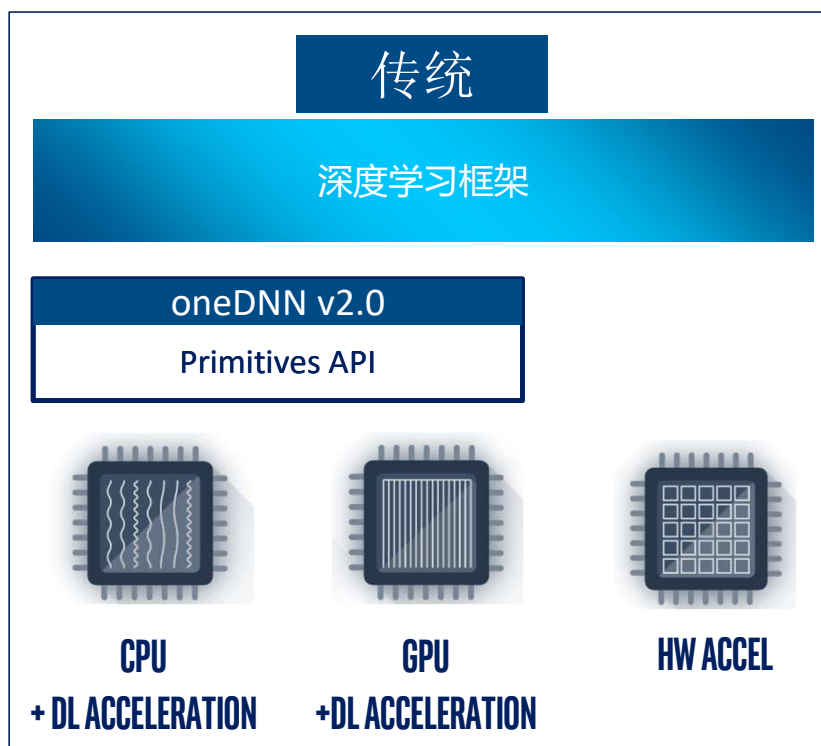 传统
深度学习框架
oneDNN v2.0
Primitives API
CPU
+ DL ACCELERATION
GPU
+DL ACCELERATION
HW ACCEL